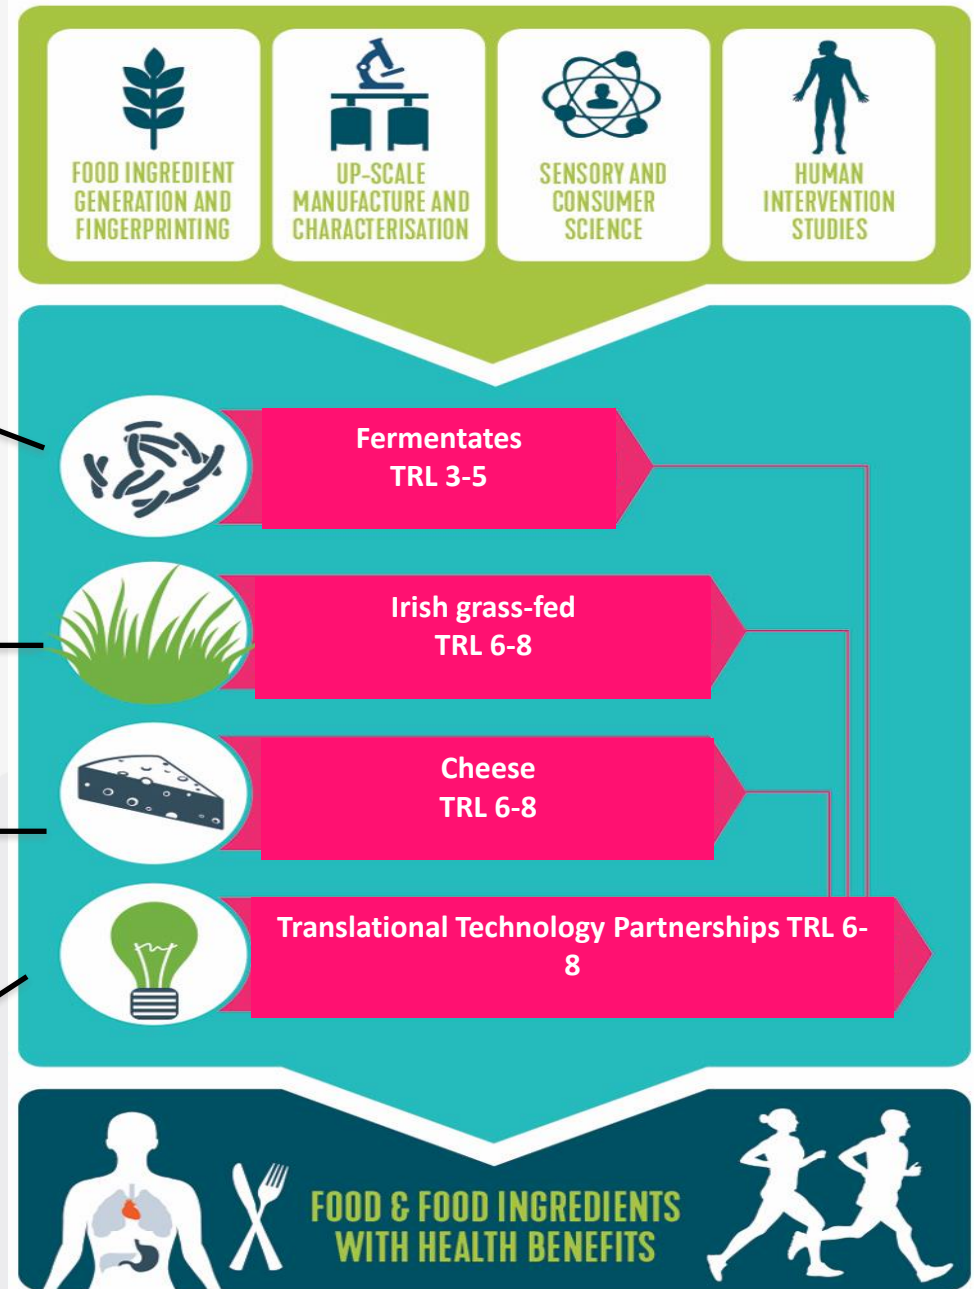 FOOD INGREDIENT
GENERATION AND
FINGERPRINTING
UP-SCALE
MANUFACTURE AND
CHARACTERISATION
SENSORY AND
CONSUMER
SCIENCE
HUMAN
INTERVENTION
STUDIES
Fermentates
TRL 3-5
Irish grass-fed
TRL 6-8
Cheese
TRL 6-8
Translational Technology Partnerships TRL 6-
8
FOOD & FOOD INGREDIENTS
WITH HEALTH BENEFITS